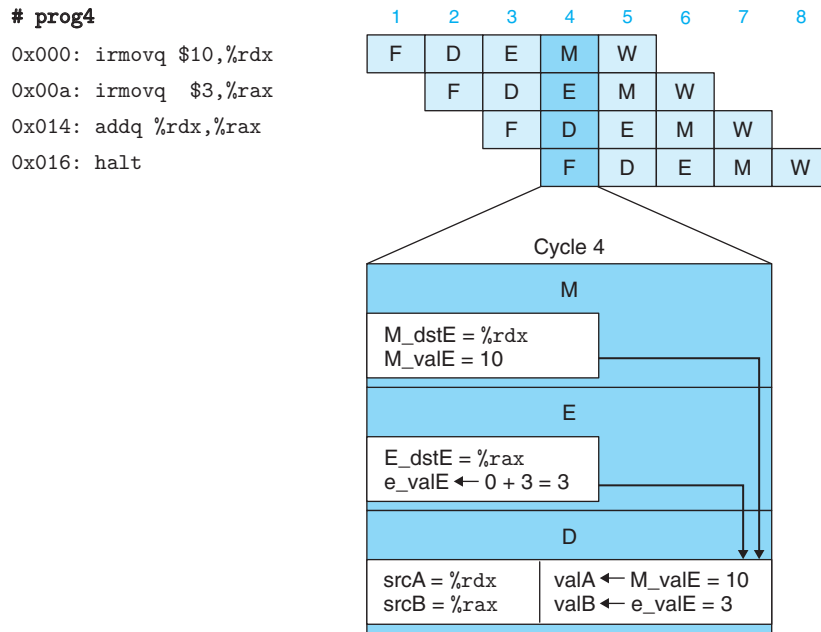 # prog4
1 2 3 4 5 6 7 8
0x000: irmovq $10,%rdx F D E M W
0x00a: irmovq $3,%rax F D E M W
0x014: addq %rdx,%rax F D E M W
0x016: halt F D E M W
Cycle 4
M
M_dstE = %rdx
M_valE = 10
E
E_dstE = %rax
e_valE ← 0 + 3 = 3
D
srcA = %rdx valA ← M_valE = 10
srcB = %rax valB ← e_valE = 3